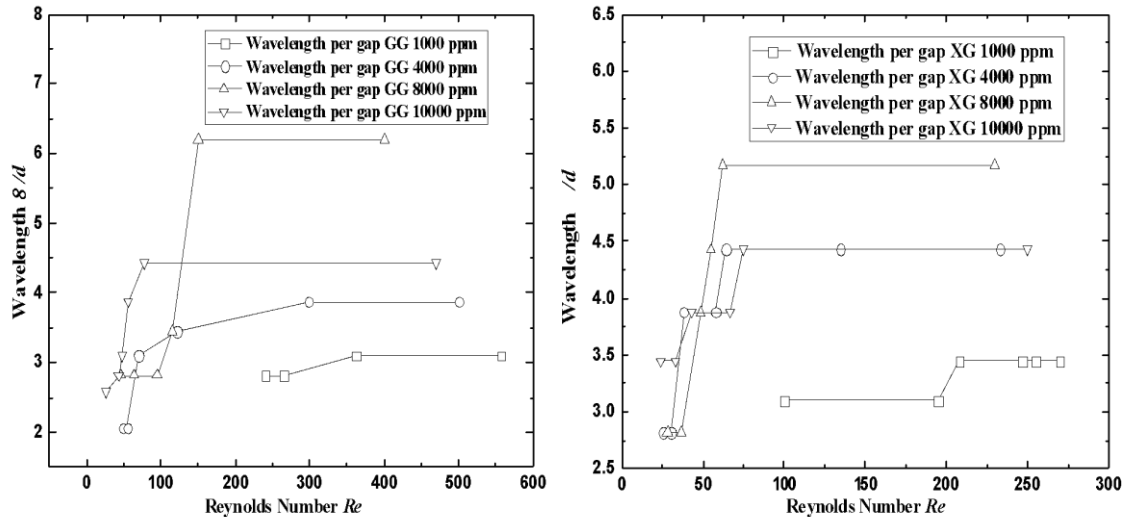 8
7
6
5
4
3
2
0 100 200 300 400 500 600
Wavelength 8/d
Reynolds Number Re
Wavelength per gap GG 1000 ppm
Wavelength per gap GG 4000 ppm
Wavelength per gap GG 8000 ppm
Wavelength per gap GG 10000 ppm
6.5
6.0
5.5
5.0
4.5
4.0
3.5
3.0
2.5
0 50 100 150 200 250 300
Wavelength /d
Reynolds Number Re
Wavelength per gap XG 1000 ppm
Wavelength per gap XG 4000 ppm
Wavelength per gap XG 8000 ppm
Wavelength per gap XG 10000 ppm